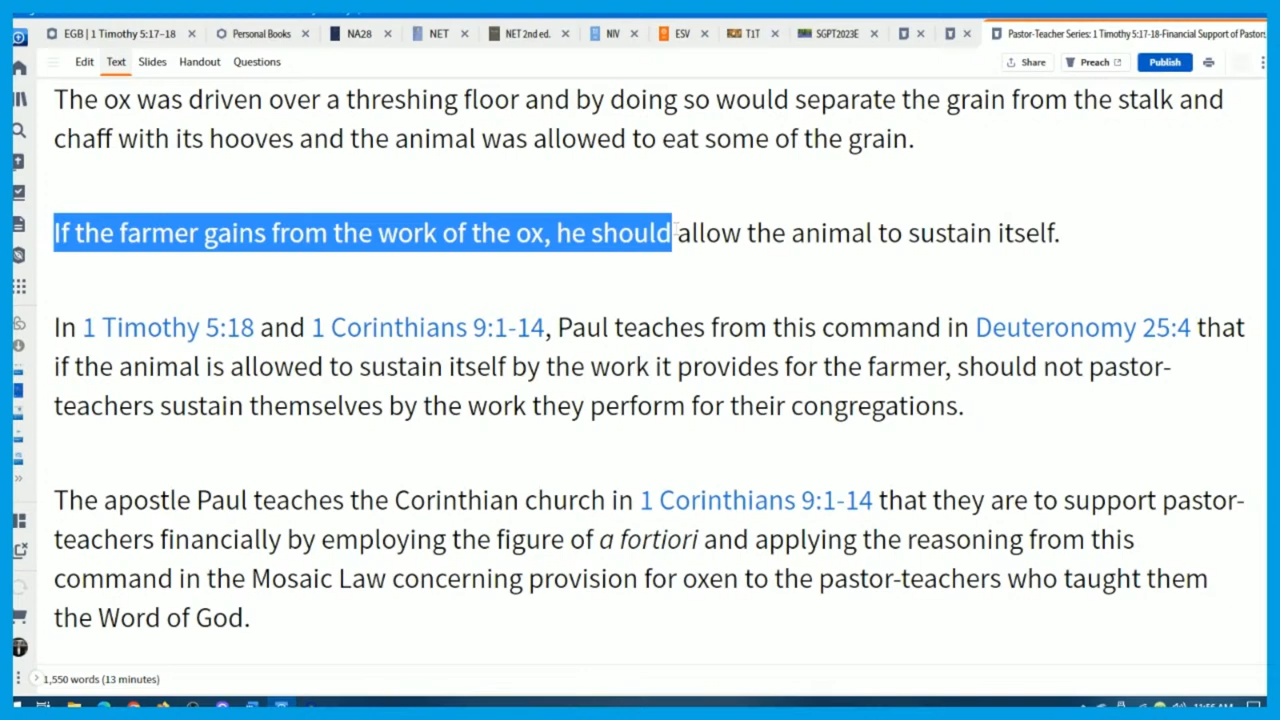 EGB | 1 Timothy 5:17–18
Personal Books
NA28
NET
NET 2nd ed.
NIV
ESV
T1T
SGPT2023E
Pastor-Teacher Series: 1 Timothy 5:17-18-Financial Support of Pastor
Edit Text Slides Handout Questions Share Preach Publish
The ox was driven over a threshing floor and by doing so would separate the grain from the stalk and
chaff with its hooves and the animal was allowed to eat some of the grain.
If the farmer gains from the work of the ox, he should allow the animal to sustain itself.
In 1 Timothy 5:18 and 1 Corinthians 9:1-14, Paul teaches from this command in Deuteronomy 25:4 that
if the animal is allowed to sustain itself by the work it provides for the farmer, should not pastor-
teachers sustain themselves by the work they perform for their congregations.
The apostle Paul teaches the Corinthian church in 1 Corinthians 9:1-14 that they are to support pastor-
teachers financially by employing the figure of a fortiori and applying the reasoning from this
command in the Mosaic Law concerning provision for oxen to the pastor-teachers who taught them
the Word of God.
1,550 words (13 minutes)